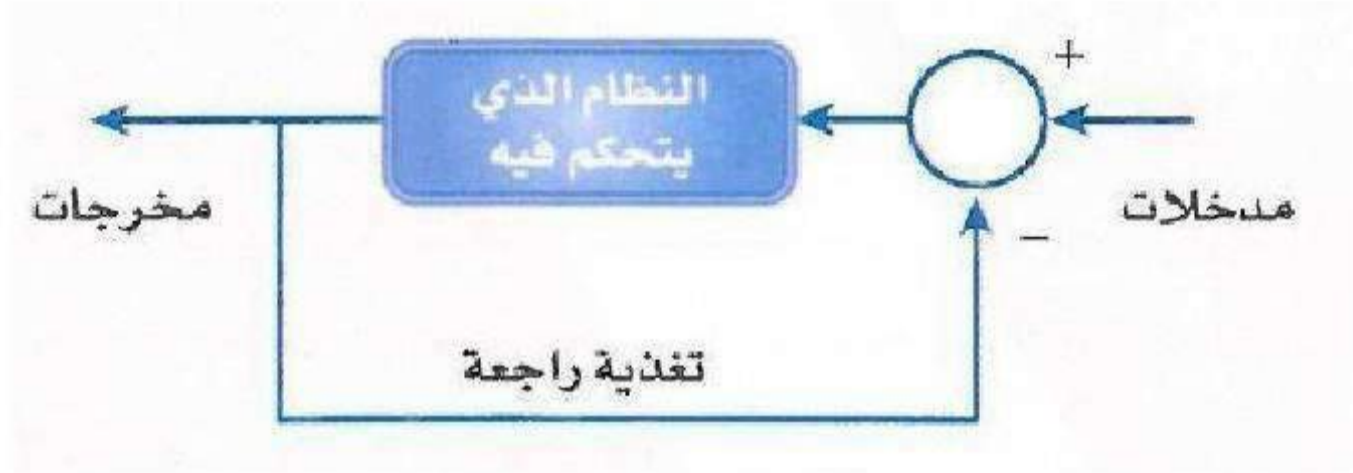 النظام الذي
يتحكم فيه
+
مدخلات
−
مخرجات
تغذية راجعة